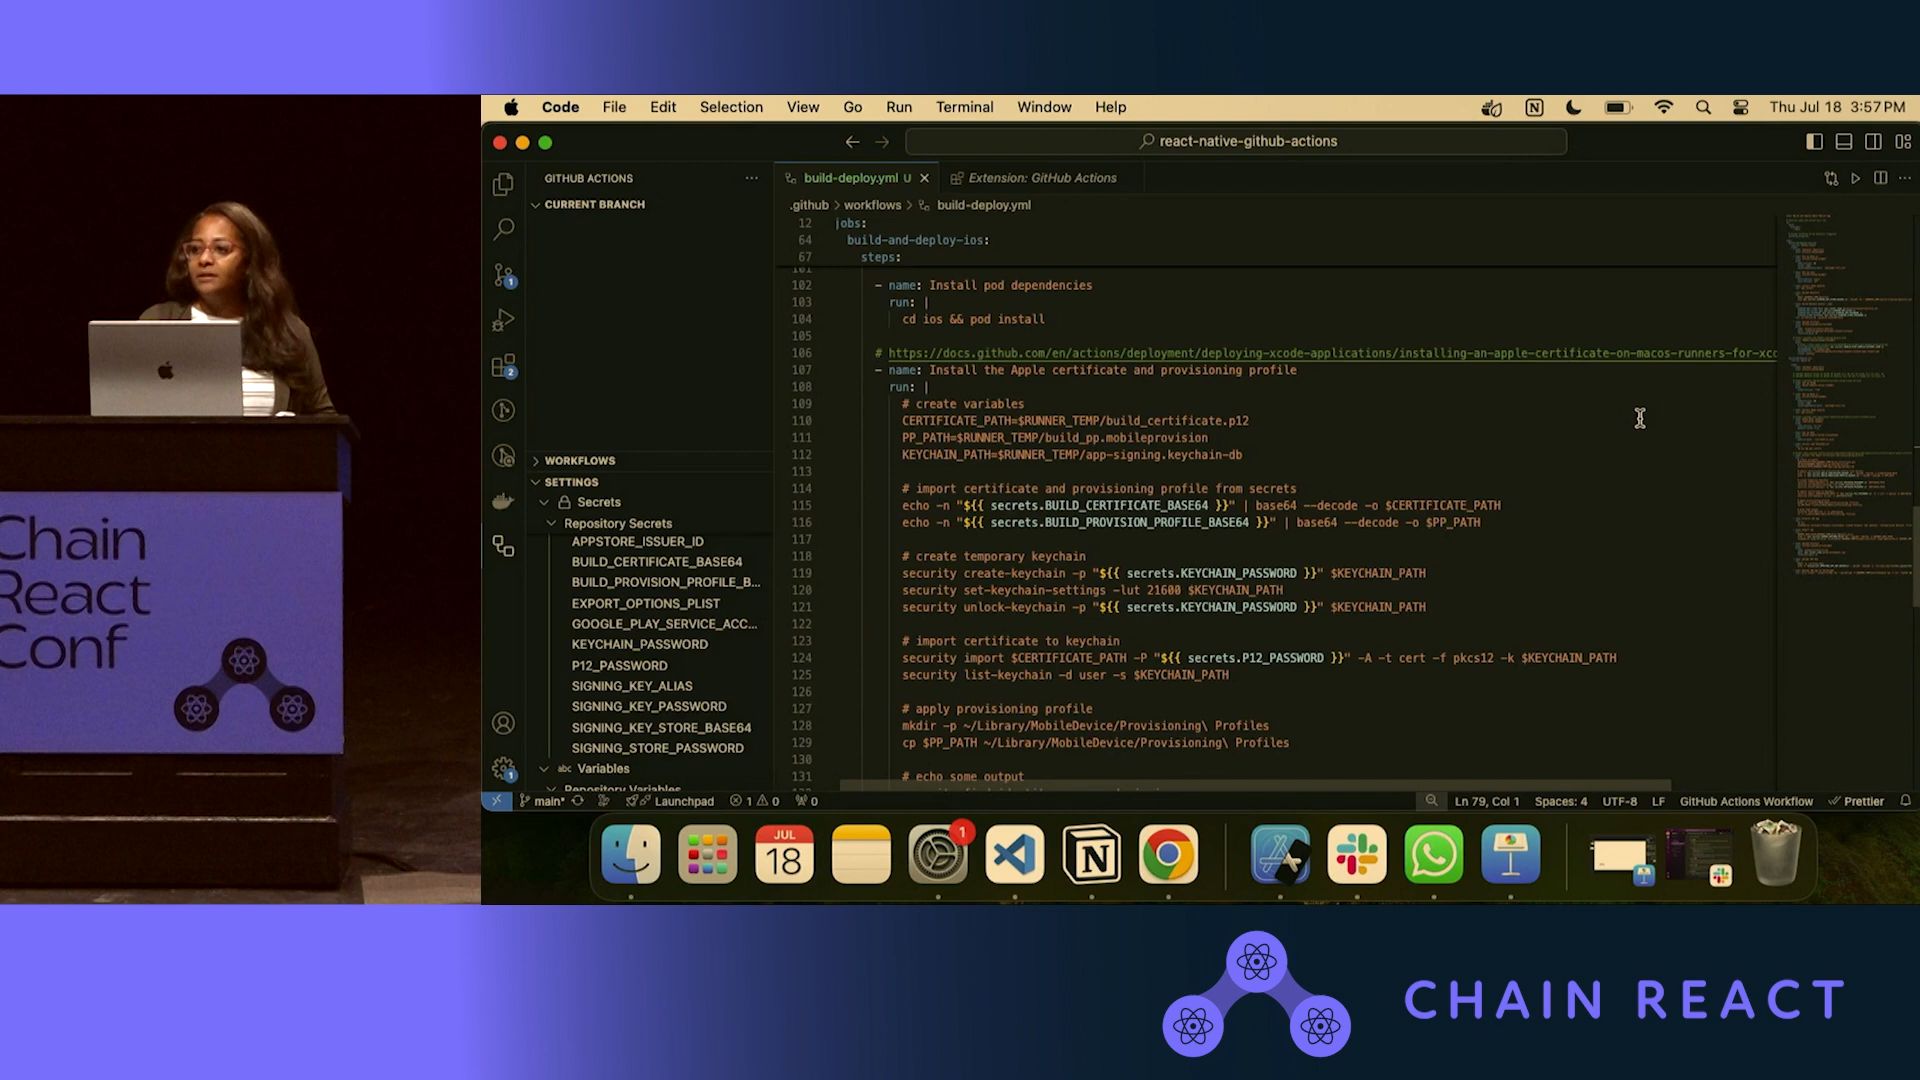 Code File Edit Selection View Go Run Terminal Window Help
Thu Jul 18 3:57 PM
react-native-github-actions
GITHUB ACTIONS
CURRENT BRANCH
WORKFLOWS
SETTINGS
Secrets
Repository Secrets
APPSTORE_ISSUER_ID
BUILD_CERTIFICATE_BASE64
BUILD_PROVISION_PROFILE_B...
EXPORT_OPTIONS_PLIST
GOOGLE_PLAY_SERVICE_ACC...
KEYCHAIN_PASSWORD
P12_PASSWORD
SIGNING_KEY_ALIAS
SIGNING_KEY_PASSWORD
SIGNING_KEY_STORE_BASE64
SIGNING_STORE_PASSWORD
abc Variables
Repository Variables
1
2
1
build-deploy.yml U
Extension: GitHub Actions
.github > workflows > build-deploy.yml
12 jobs:
64 build-and-deploy-ios:
67 steps:
101
102 - name: Install pod dependencies
103 run: |
104 cd ios && pod install
105
106 # https://docs.github.com/en/actions/deployment/deploying-xcode-applications/installing-an-apple-certificate-on-macos-runners-for-xco
107 - name: Install the Apple certificate and provisioning profile
108 run: |
109 # create variables
110 CERTIFICATE_PATH=$RUNNER_TEMP/build_certificate.p12
111 PP_PATH=$RUNNER_TEMP/build_pp.mobileprovision
112 KEYCHAIN_PATH=$RUNNER_TEMP/app-signing.keychain-db
113
114 # import certificate and provisioning profile from secrets
115 echo -n "${{ secrets.BUILD_CERTIFICATE_BASE64 }}" | base64 --decode -o $CERTIFICATE_PATH
116 echo -n "${{ secrets.BUILD_PROVISION_PROFILE_BASE64 }}" | base64 --decode -o $PP_PATH
117
118 # create temporary keychain
119 security create-keychain -p "${{ secrets.KEYCHAIN_PASSWORD }}" $KEYCHAIN_PATH
120 security set-keychain-settings -lut 21600 $KEYCHAIN_PATH
121 security unlock-keychain -p "${{ secrets.KEYCHAIN_PASSWORD }}" $KEYCHAIN_PATH
122
123 # import certificate to keychain
124 security import $CERTIFICATE_PATH -P "${{ secrets.P12_PASSWORD }}" -A -t cert -f pkcs12 -k $KEYCHAIN_PATH
125 security list-keychain -d user -s $KEYCHAIN_PATH
126
127 # apply provisioning profile
128 mkdir -p ~/Library/MobileDevice/Provisioning\ Profiles
129 cp $PP_PATH ~/Library/MobileDevice/Provisioning\ Profiles
130
131 # echo some output
main* Launchpad 1 0 0
Ln 79, Col 1 Spaces: 4 UTF-8 LF GitHub Actions Workflow Prettier
JUL
18
1
Chain
React
Conf
CHAIN REACT